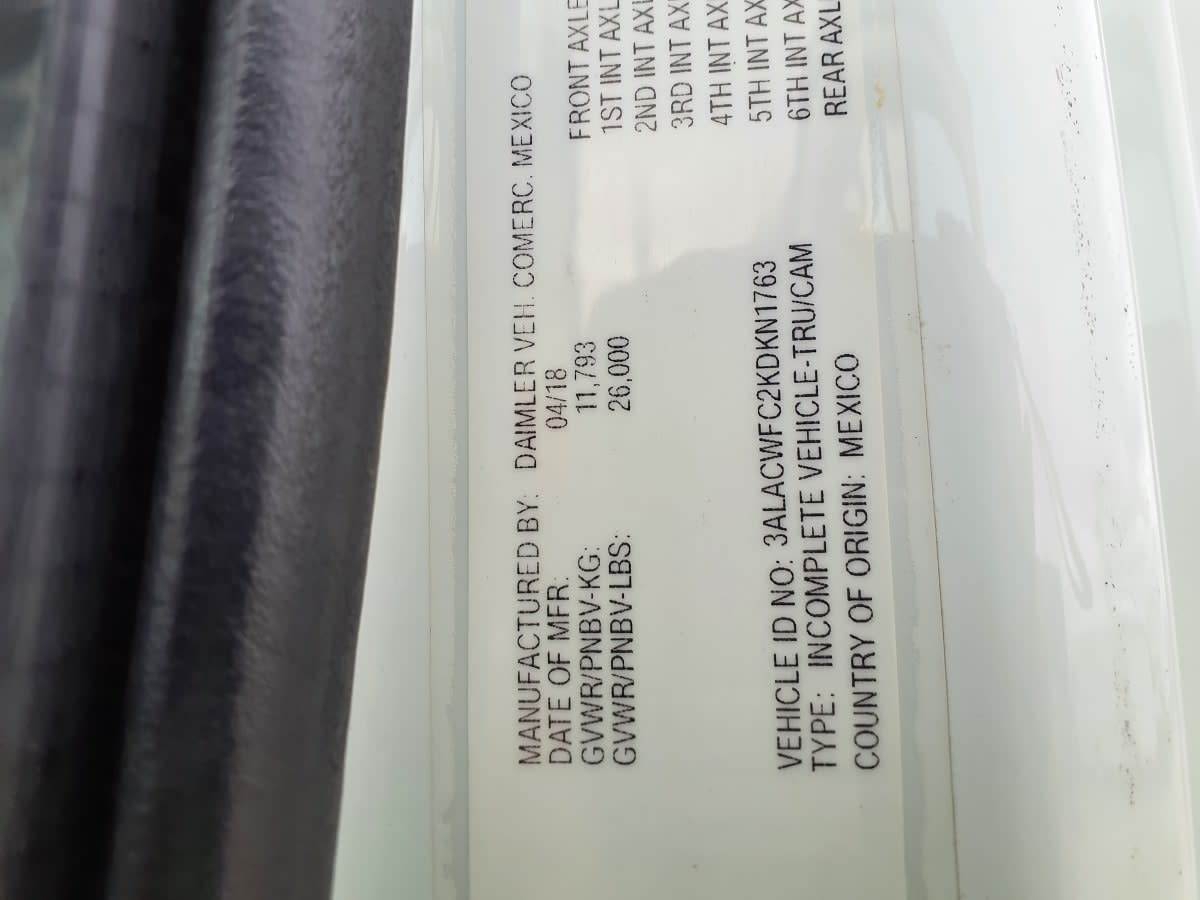 MANUFACTURED BY: DAIMLER VEH. COMERC. MEXICO
DATE OF MFR: 04/18
GVWR/PNBV-KG: 11,793
GVWR/PNBV-LBS: 26,000
FRONT AXLE
1ST INT AXL
2ND INT AXL
3RD INT AX
4TH INT AX
5TH INT AX
6TH INT AX
REAR AXL
VEHICLE ID NO: 3ALACWFC2KDKN1763
TYPE: INCOMPLETE VEHICLE-TRU/CAM
COUNTRY OF ORIGIN: MEXICO